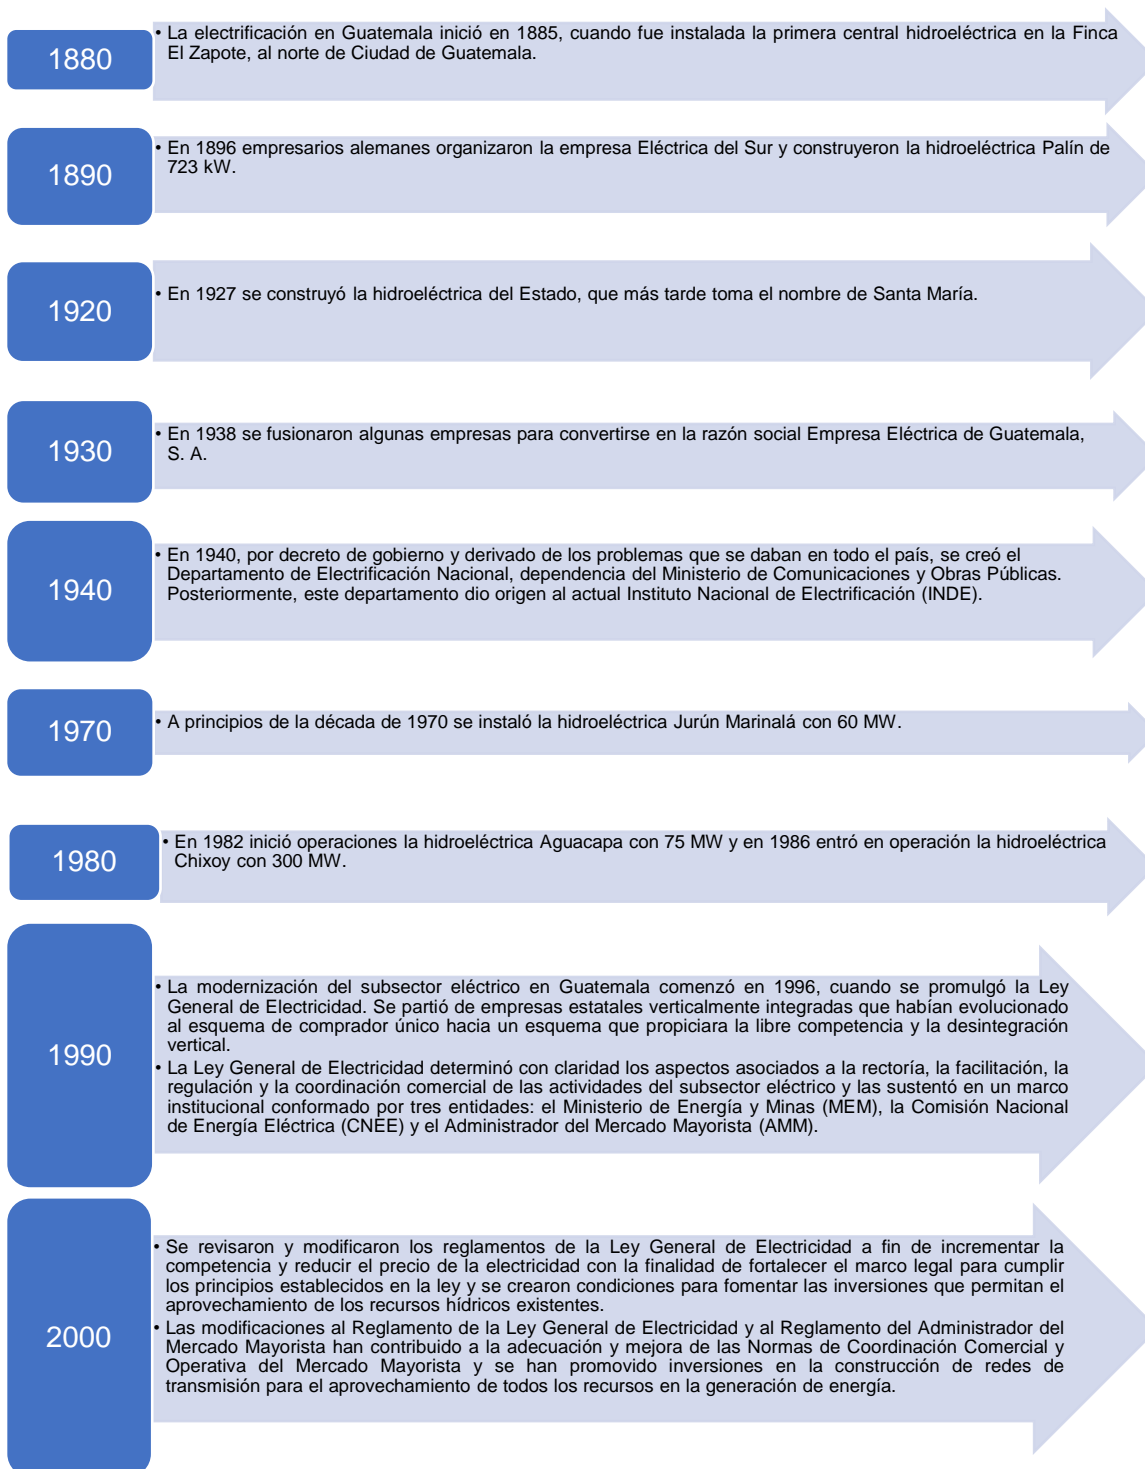 1880
• La electrificación en Guatemala inició en 1885, cuando fue instalada la primera central hidroeléctrica en la Finca
El Zapote, al norte de Ciudad de Guatemala.
1890
• En 1896 empresarios alemanes organizaron la empresa Eléctrica del Sur y construyeron la hidroeléctrica Palín de
723 kW.
1920
• En 1927 se construyó la hidroeléctrica del Estado, que más tarde toma el nombre de Santa María.
1930
• En 1938 se fusionaron algunas empresas para convertirse en la razón social Empresa Eléctrica de Guatemala,
S. A.
1940
• En 1940, por decreto de gobierno y derivado de los problemas que se daban en todo el país, se creó el
Departamento de Electrificación Nacional, dependencia del Ministerio de Comunicaciones y Obras Públicas.
Posteriormente, este departamento dio origen al actual Instituto Nacional de Electrificación (INDE).
1970
• A principios de la década de 1970 se instaló la hidroeléctrica Jurún Marinalá con 60 MW.
1980
• En 1982 inició operaciones la hidroeléctrica Aguacapa con 75 MW y en 1986 entró en operación la hidroeléctrica
Chixoy con 300 MW.
1990
• La modernización del subsector eléctrico en Guatemala comenzó en 1996, cuando se promulgó la Ley
General de Electricidad. Se partió de empresas estatales verticalmente integradas que habían evolucionado
al esquema de comprador único hacia un esquema que propiciara la libre competencia y la desintegración
vertical.
• La Ley General de Electricidad determinó con claridad los aspectos asociados a la rectoría, la facilitación, la
regulación y la coordinación comercial de las actividades del subsector eléctrico y las sustentó en un marco
institucional conformado por tres entidades: el Ministerio de Energía y Minas (MEM), la Comisión Nacional
de Energía Eléctrica (CNEE) y el Administrador del Mercado Mayorista (AMM).
2000
• Se revisaron y modificaron los reglamentos de la Ley General de Electricidad a fin de incrementar la
competencia y reducir el precio de la electricidad con la finalidad de fortalecer el marco legal para cumplir
los principios establecidos en la ley y se crearon condiciones para fomentar las inversiones que permitan el
aprovechamiento de los recursos hídricos existentes.
• Las modificaciones al Reglamento de la Ley General de Electricidad y al Reglamento del Administrador del
Mercado Mayorista han contribuido a la adecuación y mejora de las Normas de Coordinación Comercial y
Operativa del Mercado Mayorista y se han promovido inversiones en la construcción de redes de
transmisión para el aprovechamiento de todos los recursos en la generación de energía.